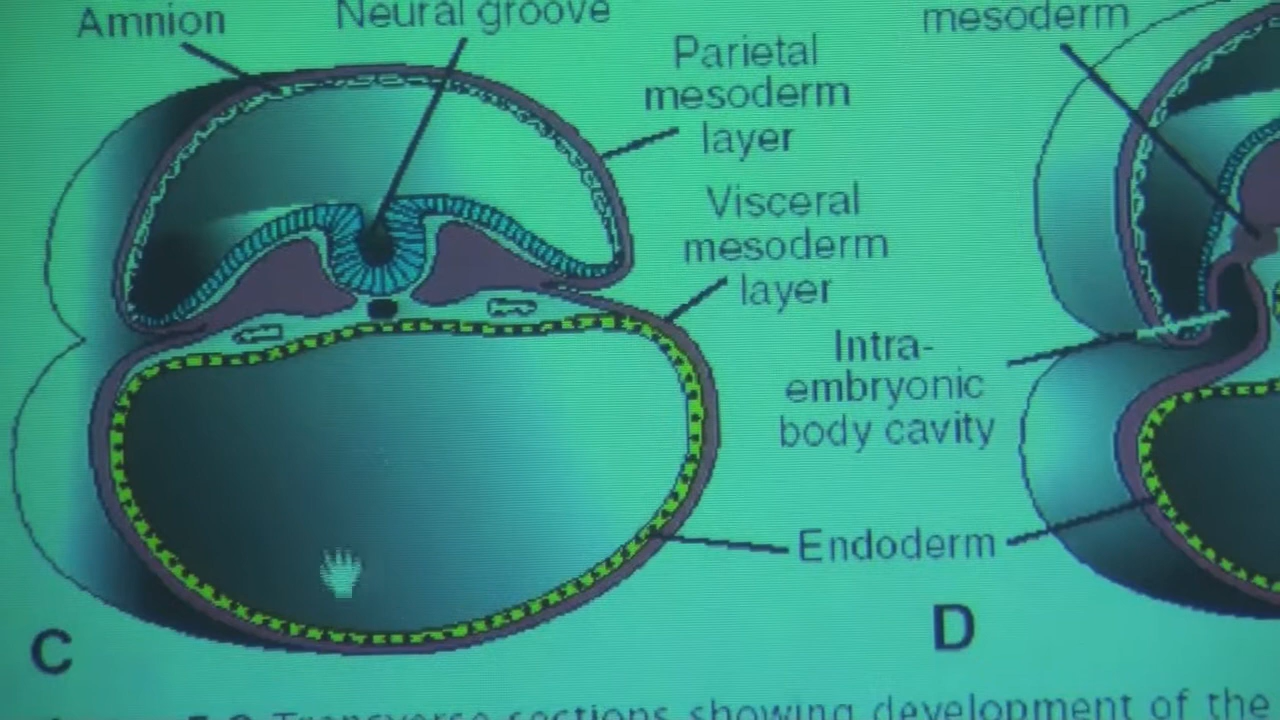 Amnion
Neural groove
Parietal
mesoderm
layer
Visceral
mesoderm
layer
mesoderm
Intra-
embryonic
body cavity
Endoderm
C
D
Transverse sections showing development of the